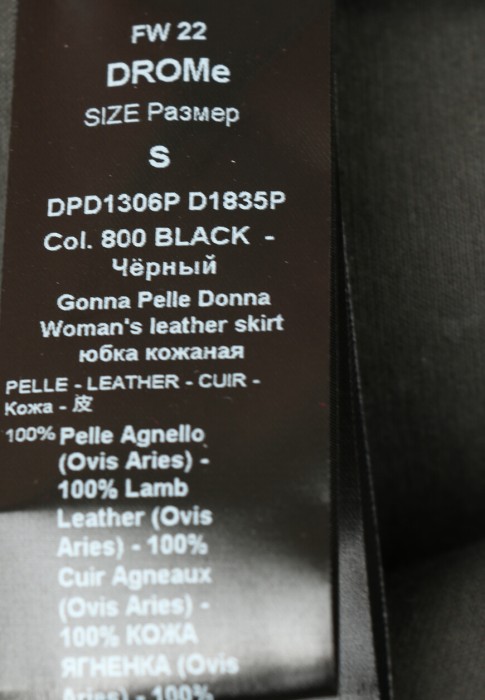 FW 22
DROMe
SIZE Размер
S
DPD1306P D1835P
Col. 800 BLACK -
Чёрный
Gonna Pelle Donna
Woman's leather skirt
юбка кожаная
PELLE - LEATHER - CUIR -
Кожа - 皮
100% Pelle Agnello
(Ovis Aries) -
100% Lamb
Leather (Ovis
Aries) - 100%
Cuir Agneaux
(Ovis Aries) -
100% КОЖА
ЯГНЕНКА (Ovis
Aries) - 100%